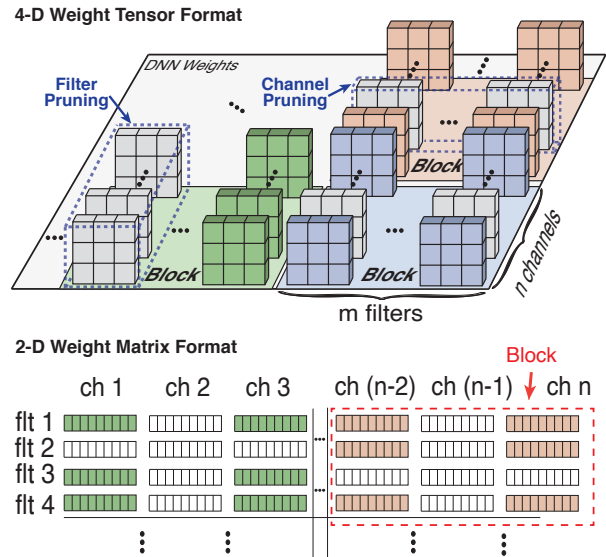 4-D Weight Tensor Format
DNN Weights
Filter
Pruning
Channel
Pruning
Block
Block
Block
n channels
m filters
2-D Weight Matrix Format
Block
ch 1 ch 2 ch 3 ch (n-2) ch (n-1) ch n
flt 1
flt 2
flt 3
flt 4